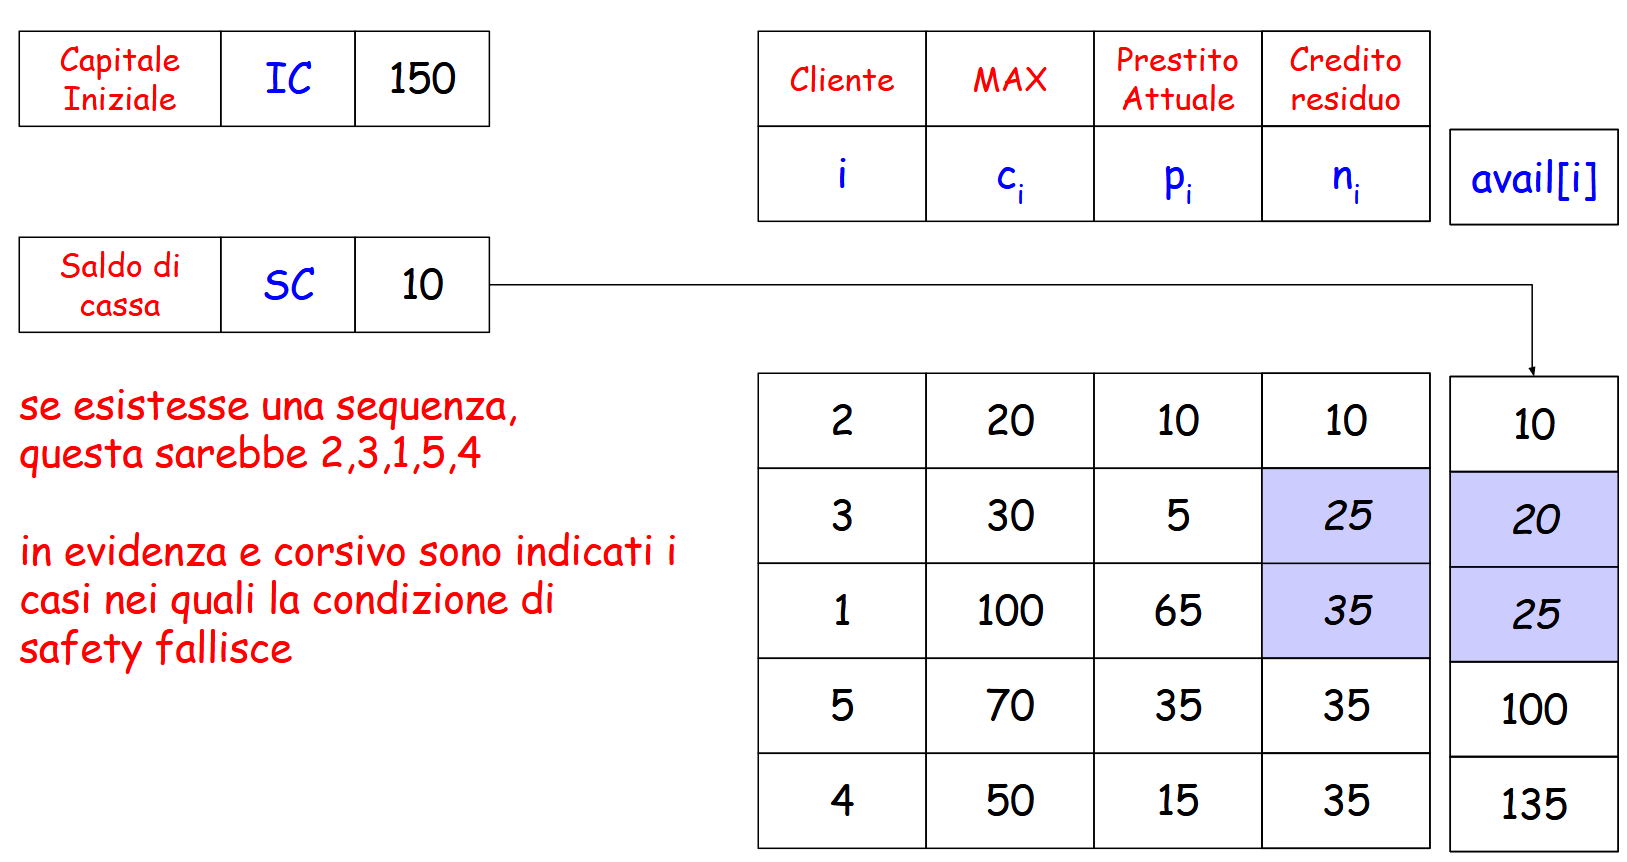 Capitale
Iniziale
IC
150
Cliente
MAX
Prestito
Attuale
Credito
residuo
i
ci
pi
ni
avail[i]
Saldo di
cassa
SC
10
se esistesse una sequenza,
questa sarebbe 2,3,1,5,4
in evidenza e corsivo sono indicati i
casi nei quali la condizione di
safety fallisce
2 20 10 10 10
3 30 5 25 20
1 100 65 35 25
5 70 35 35 100
4 50 15 35 135